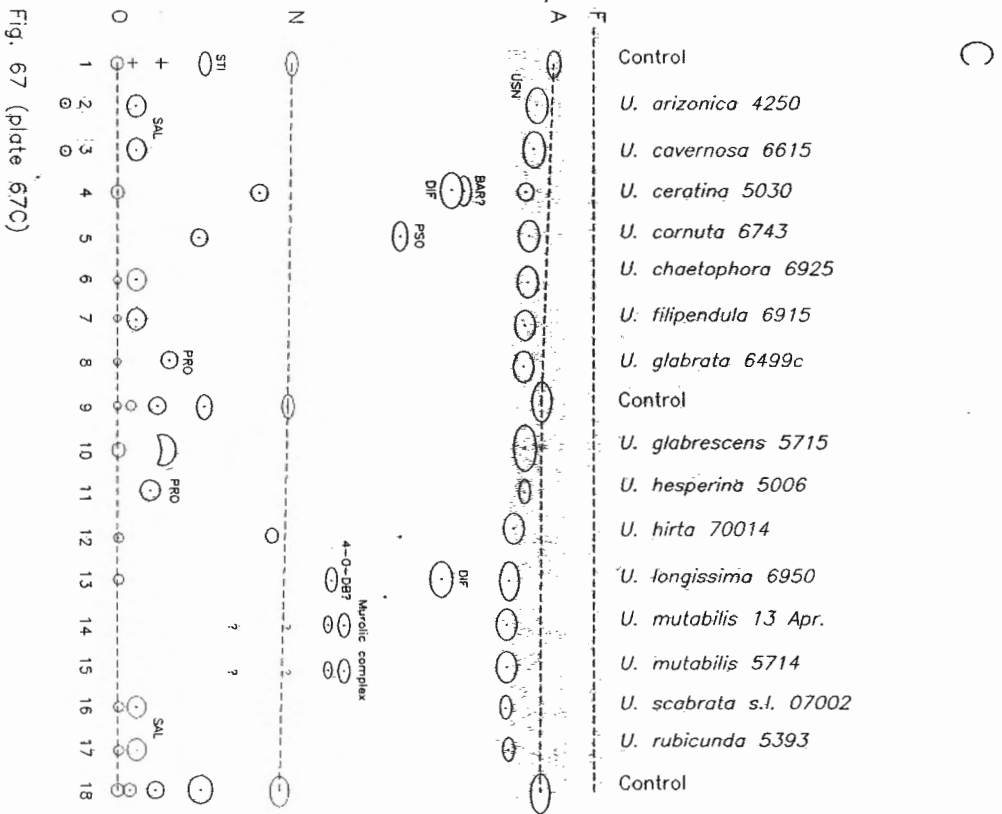 C
O N A F
1 + + STI Control
2 SAL USN U. arizonica 4250
3 U. cavernosa 6615
4 DIF BAR? U. ceratina 5030
5 PSO U. cornuta 6743
6 U. chaetophora 6925
7 U. filipendula 6915
8 PRO U. glabrata 6499c
9 Control
10 U. glabrescens 5715
11 PRO U. hesperina 5006
12 U. hirta 70014
13 4-O-DB? DIF U. longissima 6950
14 ? ? Murolic complex U. mutabilis 13 Apr.
15 ? ? U. mutabilis 5714
16 SAL U. scabrata s.l. 07002
17 U. rubicunda 5393
18 Control
Fig. 67 (plate 67C)